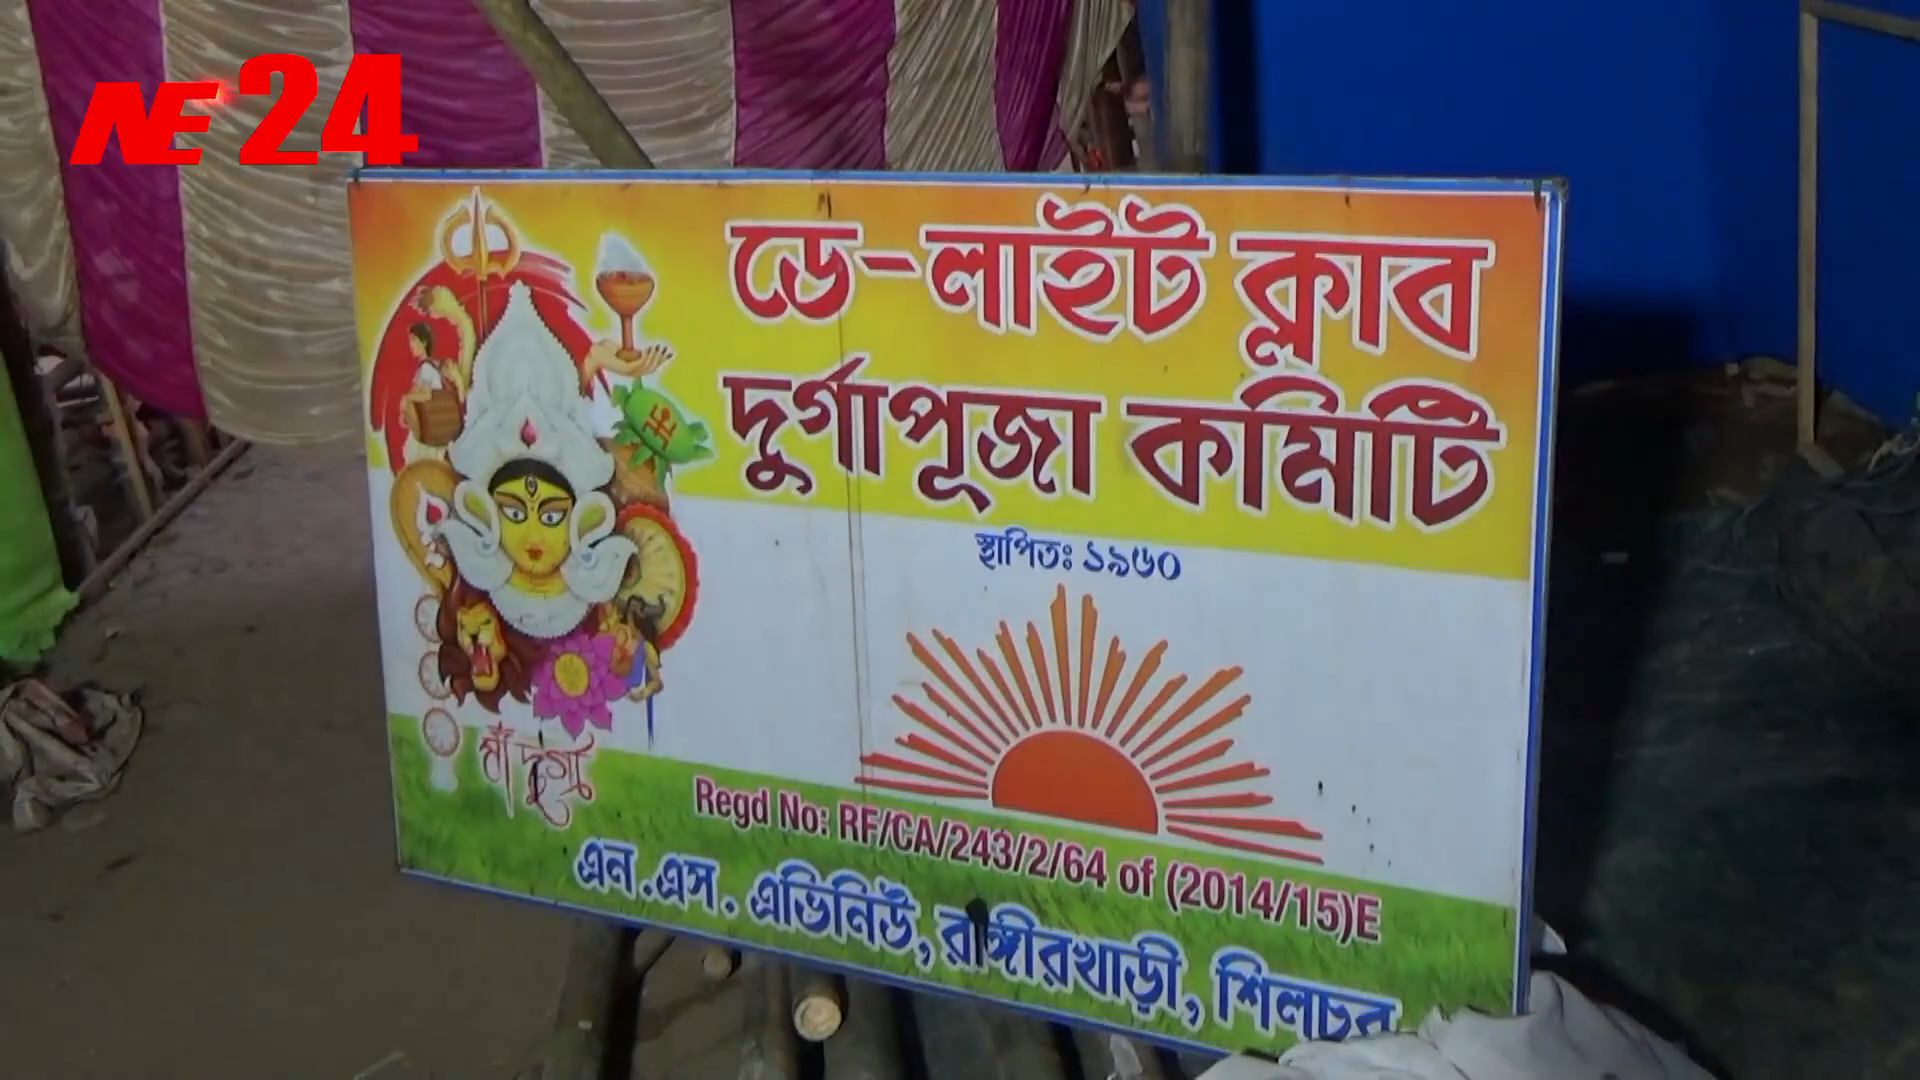 NE 24
ডে-লাইট ক্লাব
দুর্গাপূজা কমিটি
স্থাপিতঃ ১৯৬০
মাঁ দুর্গা
Regd No: RF/CA/243/2/64 of (2014/15)E
এন.এস. এভিনিউ, রাঙ্গীরখাড়ী, শিলচর